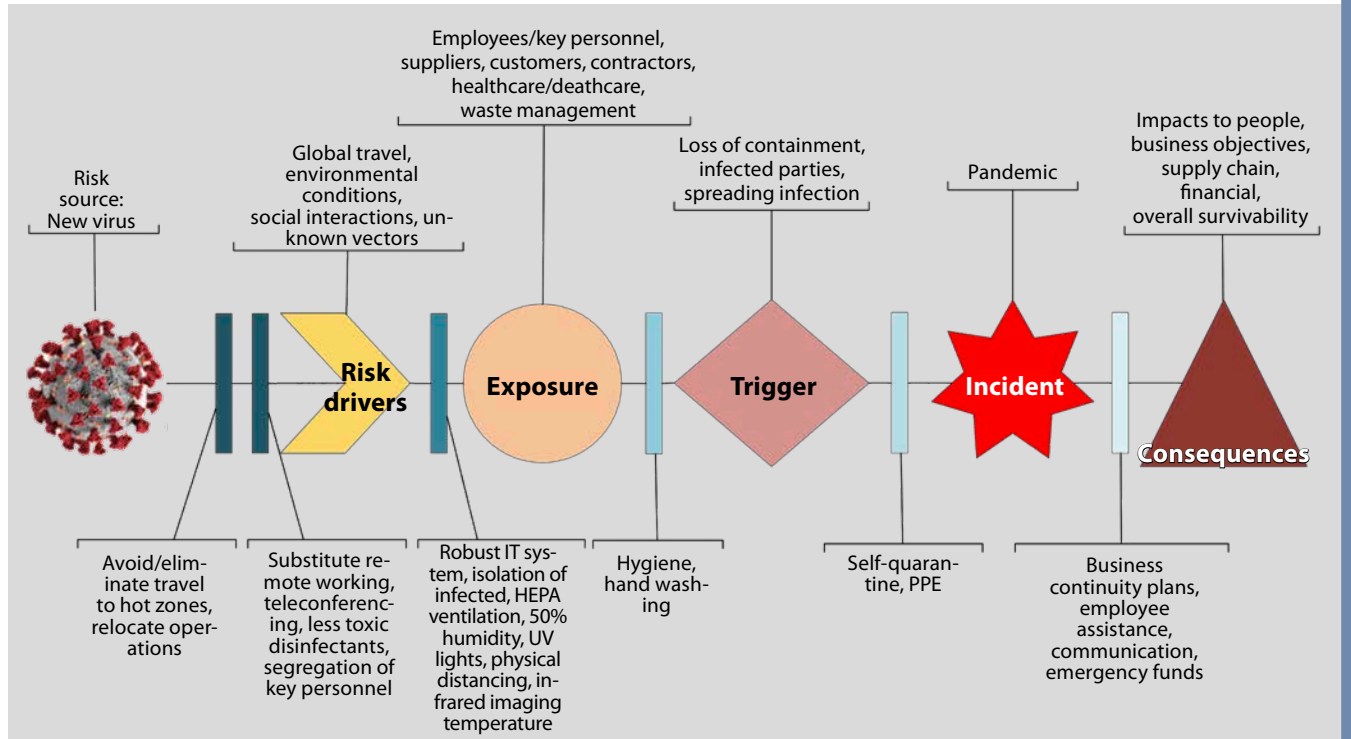 Risk
source:
New virus
Global travel,
environmental
conditions,
social interactions, un-
known vectors
Employees/key personnel,
suppliers, customers, contractors,
healthcare/deathcare,
waste management
Loss of containment,
infected parties,
spreading infection
Pandemic
Impacts to people,
business objectives,
supply chain,
financial,
overall survivability
Risk
drivers
Exposure
Trigger
Incident
Consequences
Avoid/elim-
inate travel
to hot zones,
relocate oper-
ations
Substitute re-
mote working,
teleconferenc-
ing, less toxic
disinfectants,
segregation of
key personnel
Robust IT sys-
tem, isolation of
infected, HEPA
ventilation, 50%
humidity, UV
lights, physical
distancing, in-
frared imaging
temperature
Hygiene,
hand wash-
ing
Self-quaran-
tine, PPE
Business
continuity plans,
employee
assistance,
communication,
emergency funds